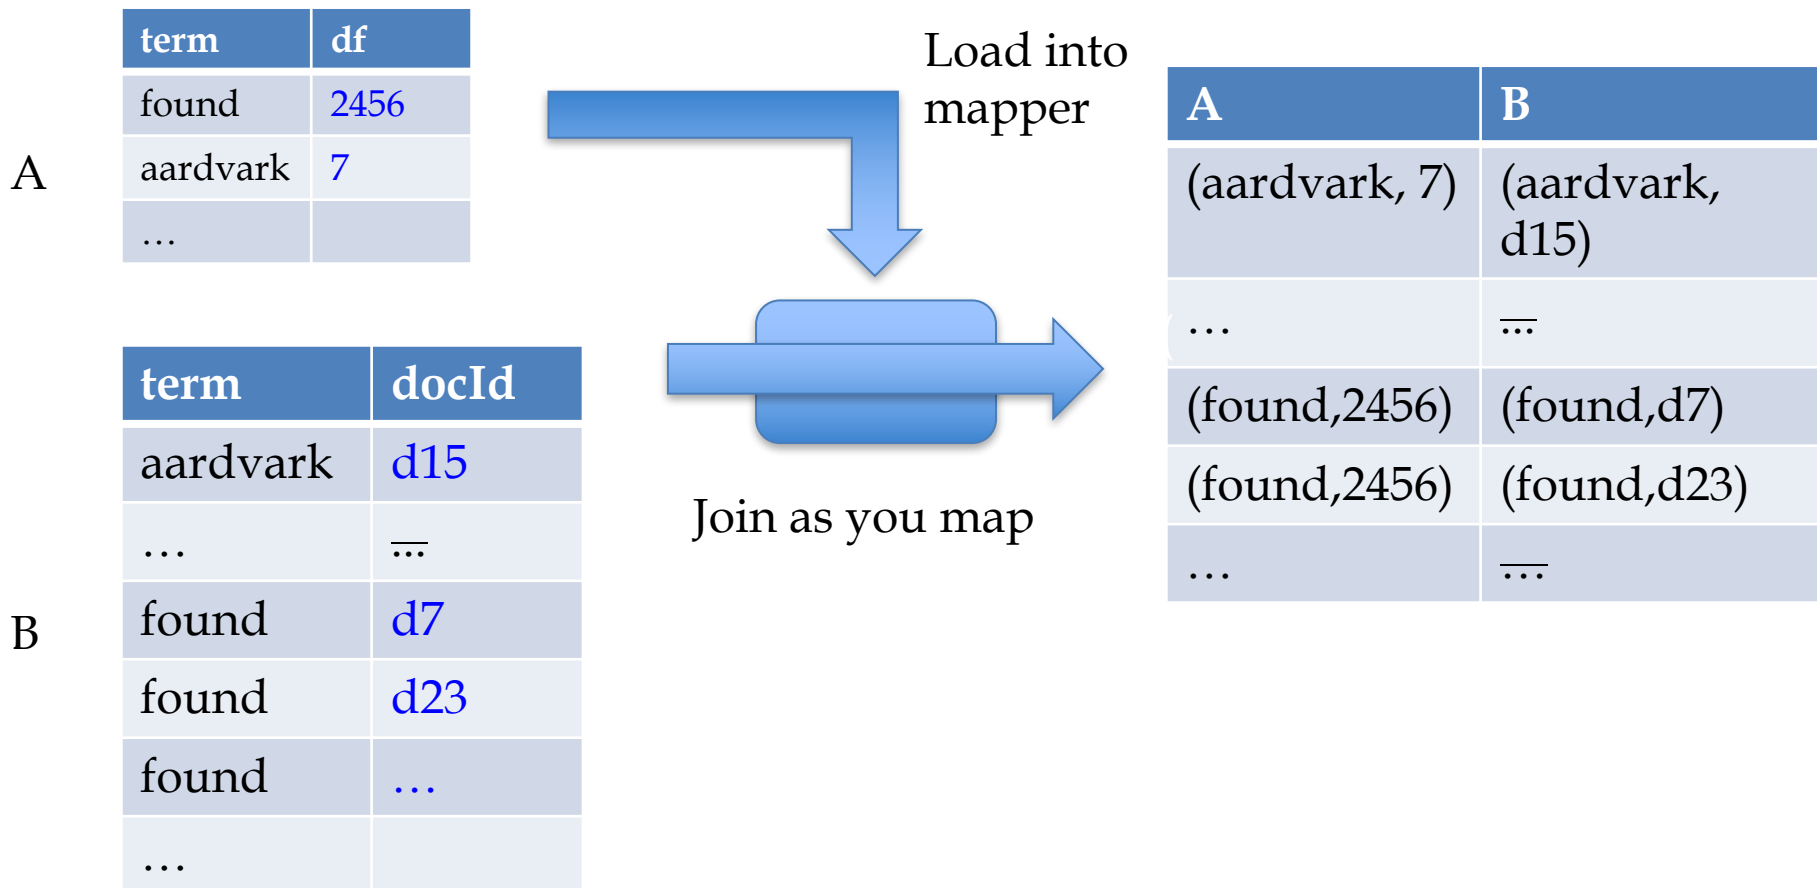 term df
found 2456
aardvark 7
…
A
Load into
mapper
term docId
aardvark d15
… ...
found d7
found d23
found …
…
B
Join as you map
A B
(aardvark, 7) (aardvark,
d15)
( … ...
(found,2456) (found,d7)
(found,2456) (found,d23)
… …